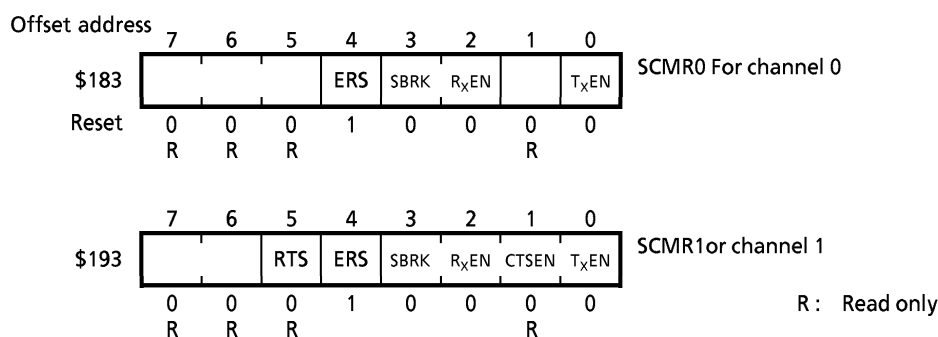 Offset address
7 6 5 4 3 2 1 0
$183 ERS SBRK RXEN TXEN SCMR0 For channel 0
Reset 0 0 0 1 0 0 0 0
R R R R
7 6 5 4 3 2 1 0
$193 RTS ERS SBRK RXEN CTSEN TXEN SCMR1or channel 1
0 0 0 1 0 0 0 0 R : Read only
R R R R